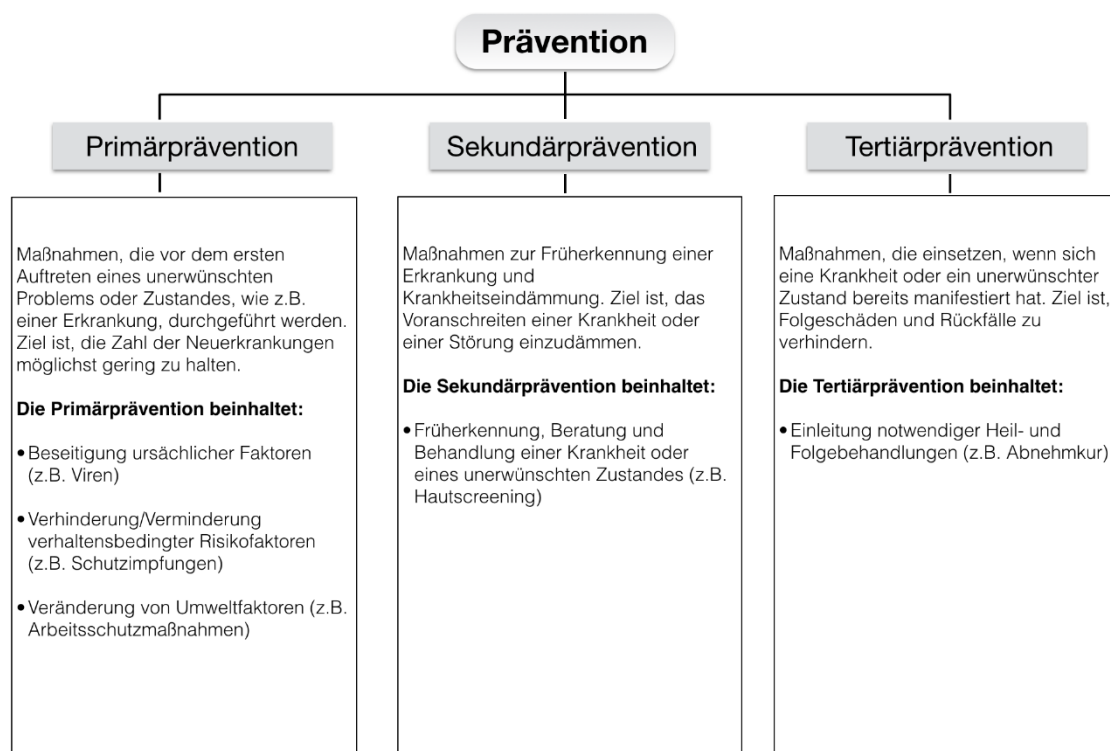 Prävention
Primärprävention
Maßnahmen, die vor dem ersten
Auftreten eines unerwünschten
Problems oder Zustandes, wie z.B.
einer Erkrankung, durchgeführt werden.
Ziel ist, die Zahl der Neuerkrankungen
möglichst gering zu halten.
Die Primärprävention beinhaltet:
• Beseitigung ursächlicher Faktoren
(z.B. Viren)
• Verhinderung/Verminderung
verhaltensbedingter Risikofaktoren
(z.B. Schutzimpfungen)
• Veränderung von Umweltfaktoren (z.B.
Arbeitsschutzmaßnahmen)
Sekundärprävention
Maßnahmen zur Früherkennung einer
Erkrankung und
Krankheitseindämmung. Ziel ist, das
Voranschreiten einer Krankheit oder
einer Störung einzudämmen.
Die Sekundärprävention beinhaltet:
• Früherkennung, Beratung und
Behandlung einer Krankheit oder
eines unerwünschten Zustandes (z.B.
Hautscreening)
Tertiärprävention
Maßnahmen, die einsetzen, wenn sich
eine Krankheit oder ein unerwünschter
Zustand bereits manifestiert hat. Ziel ist,
Folgeschäden und Rückfälle zu
verhindern.
Die Tertiärprävention beinhaltet:
• Einleitung notwendiger Heil- und
Folgebehandlungen (z.B. Abnehmkur)